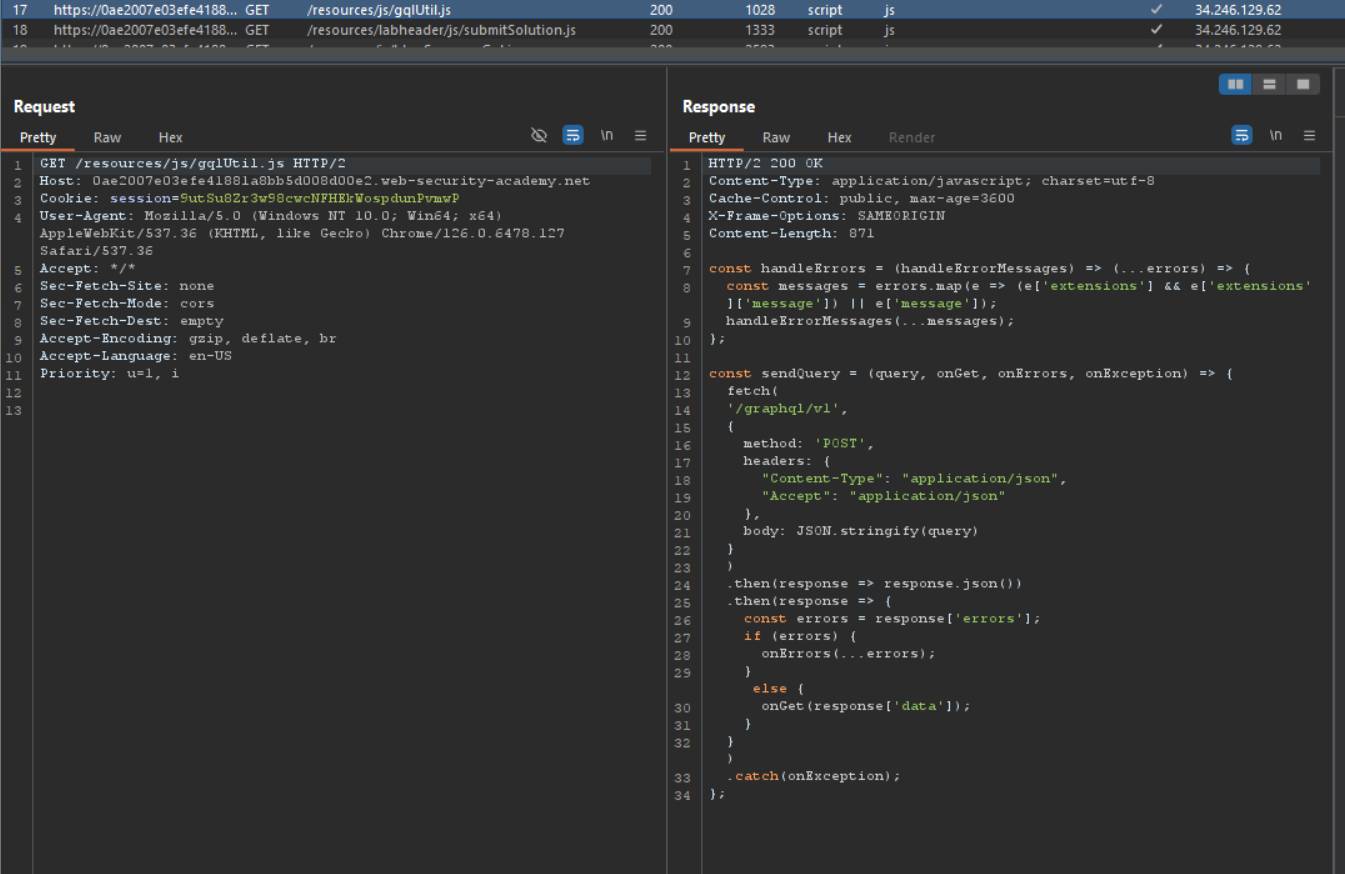 17 https://0ae2007e03efe4188... GET /resources/js/gqlUtil.js 200 1028 script js ✓ 34.246.129.62
18 https://0ae2007e03efe4188... GET /resources/labheader/js/submitSolution.js 200 1333 script js ✓ 34.246.129.62
Request
Pretty Raw Hex \n
1 GET /resources/js/gqlUtil.js HTTP/2
2 Host: 0ae2007e03efe41881a8bb5d008d00e2.web-security-academy.net
3 Cookie: session=9utSu8Zr3w98cwcNFHEkWospdunPvmwP
4 User-Agent: Mozilla/5.0 (Windows NT 10.0; Win64; x64)
AppleWebKit/537.36 (KHTML, like Gecko) Chrome/126.0.6478.127
Safari/537.36
5 Accept: */*
6 Sec-Fetch-Site: none
7 Sec-Fetch-Mode: cors
8 Sec-Fetch-Dest: empty
9 Accept-Encoding: gzip, deflate, br
10 Accept-Language: en-US
11 Priority: u=1, i
12
13
Response
Pretty Raw Hex Render \n
1 HTTP/2 200 OK
2 Content-Type: application/javascript; charset=utf-8
3 Cache-Control: public, max-age=3600
4 X-Frame-Options: SAMEORIGIN
5 Content-Length: 871
6
7 const handleErrors = (handleErrorMessages) => (...errors) => {
8 const messages = errors.map(e => (e['extensions'] && e['extensions'
]['message']) || e['message']);
9 handleErrorMessages(...messages);
10 };
11
12 const sendQuery = (query, onGet, onErrors, onException) => {
13 fetch(
14 '/graphql/v1',
15 {
16 method: 'POST',
17 headers: {
18 "Content-Type": "application/json",
19 "Accept": "application/json"
20 },
21 body: JSON.stringify(query)
22 }
23 )
24 .then(response => response.json())
25 .then(response => {
26 const errors = response['errors'];
27 if (errors) {
28 onErrors(...errors);
29 }
else {
30 onGet(response['data']);
31 }
32 }
)
33 .catch(onException);
34 };